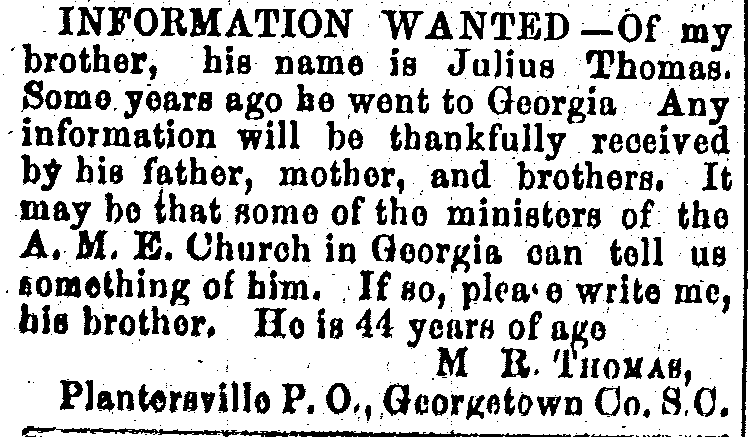 INFORMATION WANTED—Of my
brother, his name is Julius Thomas.
Some years ago he went to Georgia Any
information will be thankfully received
by his father, mother, and brothers. It
may be that some of the ministers of the
A. M. E. Church in Georgia can tell us
something of him. If so, please write me,
his brother. He is 44 years of age
M R. THOMAS,
Plantersville P. O., Georgetown Co. S.C.